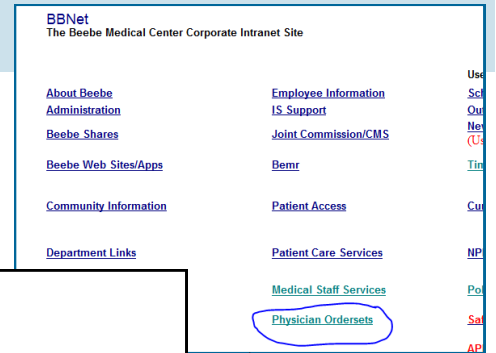 BBNet
The Beebe Medical Center Corporate Intranet Site
About Beebe
Administration
Beebe Shares
Beebe Web Sites/Apps
Community Information
Department Links
Employee Information
IS Support
Joint Commission/CMS
Bemr
Patient Access
Patient Care Services
Medical Staff Services
Physician Ordersets